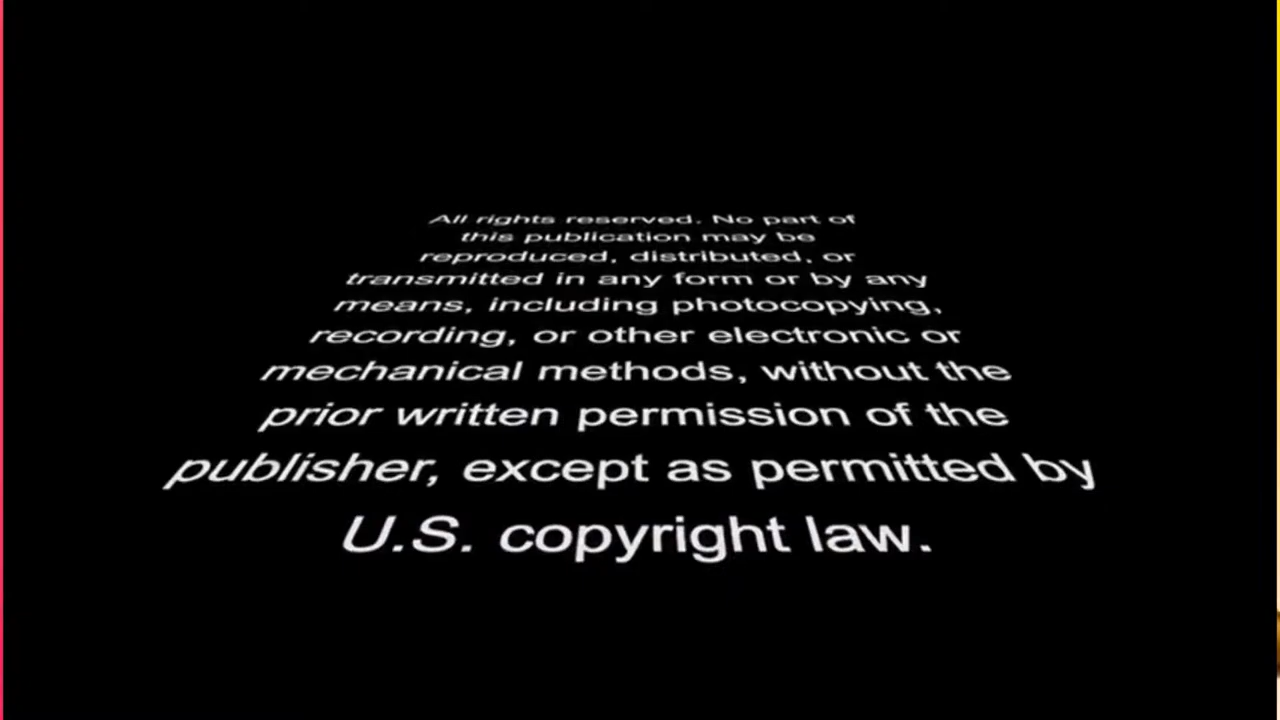 All rights reserved. No part of
this publication may be
reproduced, distributed, or
transmitted in any form or by any
means, including photocopying,
recording, or other electronic or
mechanical methods, without the
prior written permission of the
publisher, except as permitted by
U.S. copyright law.